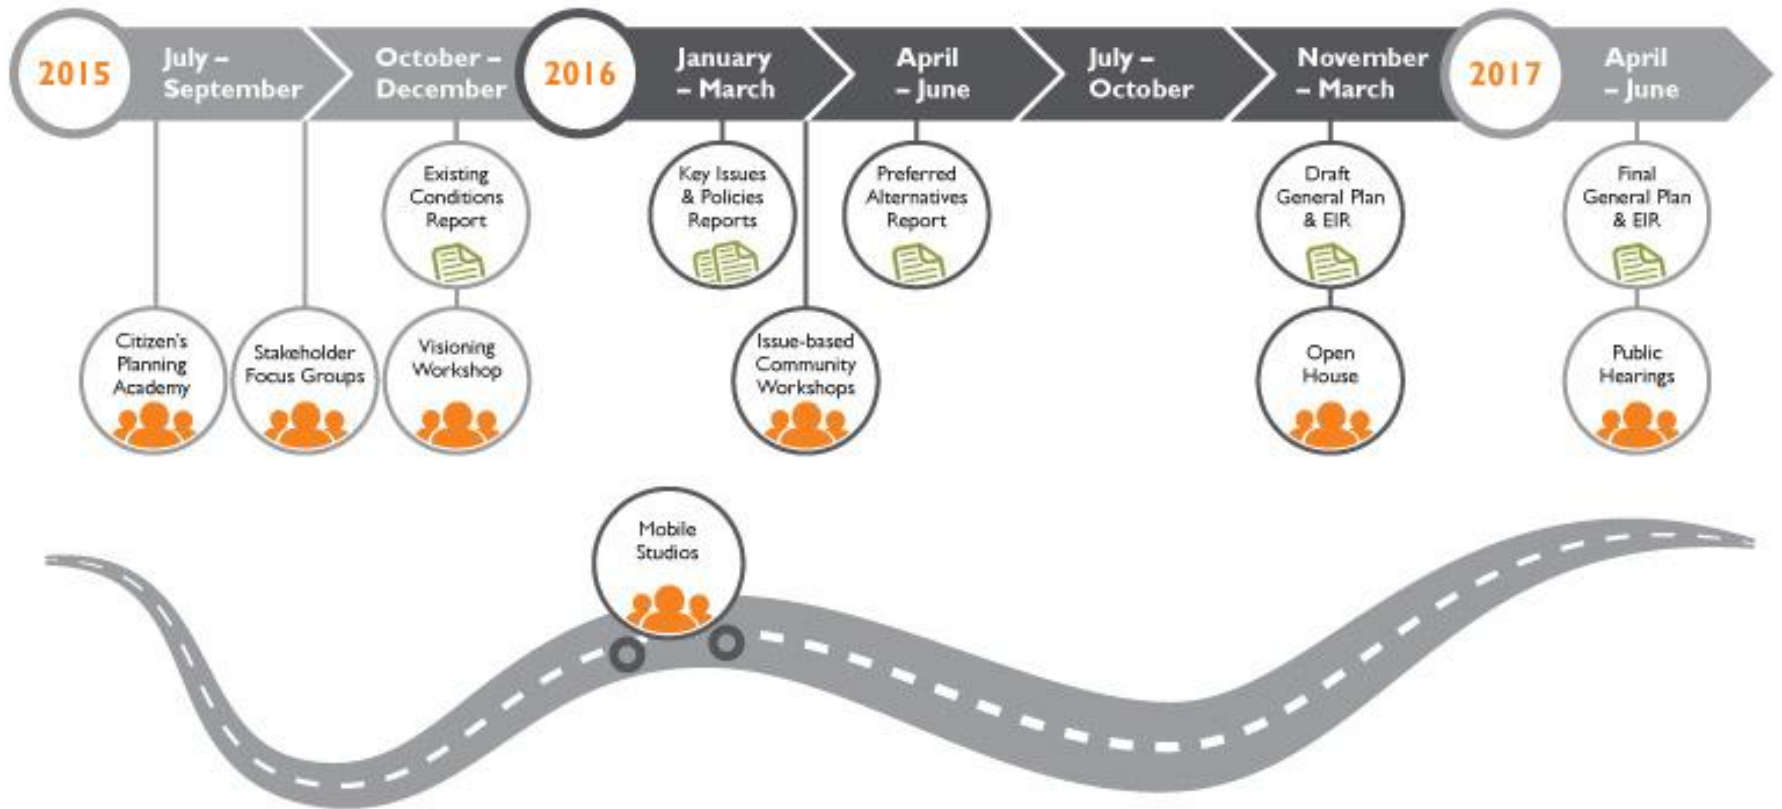 2015
July –
September
October –
December
2016
January
– March
April
– June
July –
October
November
– March
2017
April
– June
Existing
Conditions
Report
Key Issues
& Policies
Reports
Preferred
Alternatives
Report
Draft
General Plan
& EIR
Final
General Plan
& EIR
Citizen's
Planning
Academy
Stakeholder
Focus Groups
Visioning
Workshop
Issue-based
Community
Workshops
Open
House
Public
Hearings
Mobile
Studios